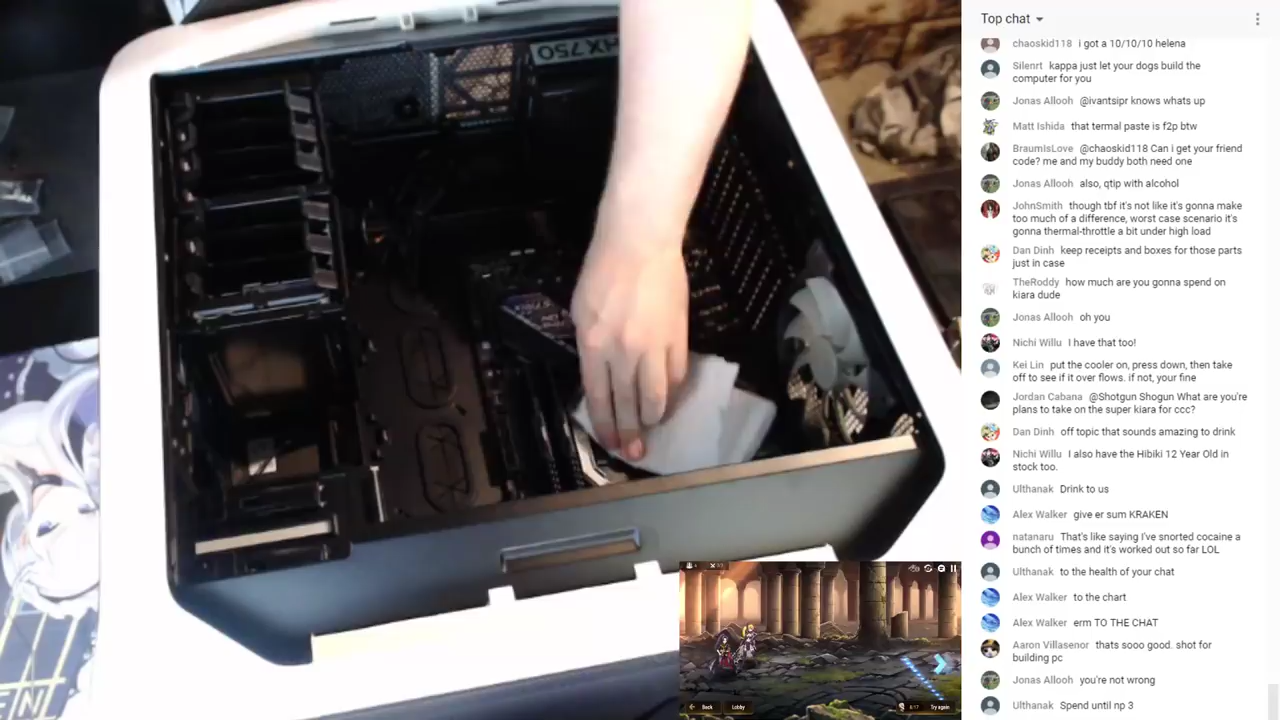 HX750
Top chat
chaoskid118 i got a 10/10/10 helena
Silenrt kappa just let your dogs build the
computer for you
Jonas Allooh @ivantsipr knows whats up
Matt Ishida that termal paste is f2p btw
BraumIsLove @chaoskid118 Can i get your friend
code? me and my buddy both need one
Jonas Allooh also, qtip with alcohol
JohnSmith though tbf it's not like it's gonna make
too much of a difference, worst case scenario it's
gonna thermal-throttle a bit under high load
Dan Dinh keep receipts and boxes for those parts
just in case
TheRoddy how much are you gonna spend on
kiara dude
Jonas Allooh oh you
Nichi Willu I have that too!
Kei Lin put the cooler on, press down, then take
off to see if it over flows. if not, your fine
Jordan Cabana @Shotgun Shogun What are you're
plans to take on the super kiara for ccc?
Dan Dinh off topic that sounds amazing to drink
Nichi Willu I also have the Hibiki 12 Year Old in
stock too.
Ulthanak Drink to us
Alex Walker give er sum KRAKEN
natanaru That's like saying I've snorted cocaine a
bunch of times and it's worked out so far LOL
Ulthanak to the health of your chat
Alex Walker to the chart
Alex Walker erm TO THE CHAT
Aaron Villasenor thats sooo good.. shot for
building pc
Jonas Allooh you're not wrong
Ulthanak Spend until np 3
Back
Lobby
Try again